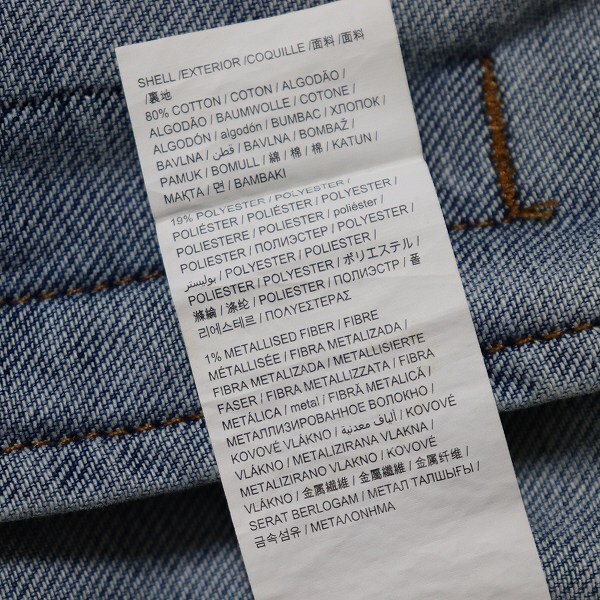 SHELL /EXTERIOR /COQUILLE /面料 /面料
/裏地
80% COTTON / COTON / ALGODÃO /
ALGODÃO / BAUMWOLLE / COTONE /
ALGODÓN / algodón / BUMBAC / ХЛОПОК /
BAVLNA / قطن / BAVLNA / BOMBAŽ /
PAMUK / BOMULL / 綿 / 棉 / 棉 / KATUN /
МАҚТА / 면 / ΒΑΜΒΑΚΙ
19% POLYESTER / POLYESTER /
POLIÉSTER / POLIÉSTER / POLYESTER /
POLIESTERE / POLIÉSTER / poliéster /
POLIESTER / ПОЛИЭСТЕР / POLYESTER /
بوليستر / POLYESTER / POLIESTER /
POLIESTER / POLYESTER / ポリエステル /
滌綸 / 涤纶 / POLIESTER / ПОЛИЭСТР / 폴
리에스테르 / ΠΟΛΥΕΣΤΕΡΑΣ
1% METALLISED FIBER / FIBRE
MÉTALLISÉE / FIBRA METALIZADA /
FIBRA METALIZADA / METALLISIERTE
FASER / FIBRA METALLIZZATA / FIBRA
METÁLICA / metal / FIBRĂ METALICĂ /
МЕТАЛЛИЗИРОВАННОЕ ВОЛОКНО /
KOVOVÉ VLÁKNO / ألياف معدنية / KOVOVÉ
VLÁKNO / METALIZIRANA VLAKNA /
METALIZIRANO VLAKNO / KOVOVÉ
VLÁKNO / 金属繊維 / 金屬纖維 / 金属纤维 /
SERAT BERLOGAM / МЕТАЛ ТАЛШЫҒЫ /
금속섬유 / ΜΕΤΑΛΟΝΗΜΑ